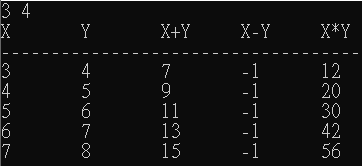 3 4
X Y X+Y X-Y X*Y
----------------------------------------
3 4 7 -1 12
4 5 9 -1 20
5 6 11 -1 30
6 7 13 -1 42
7 8 15 -1 56